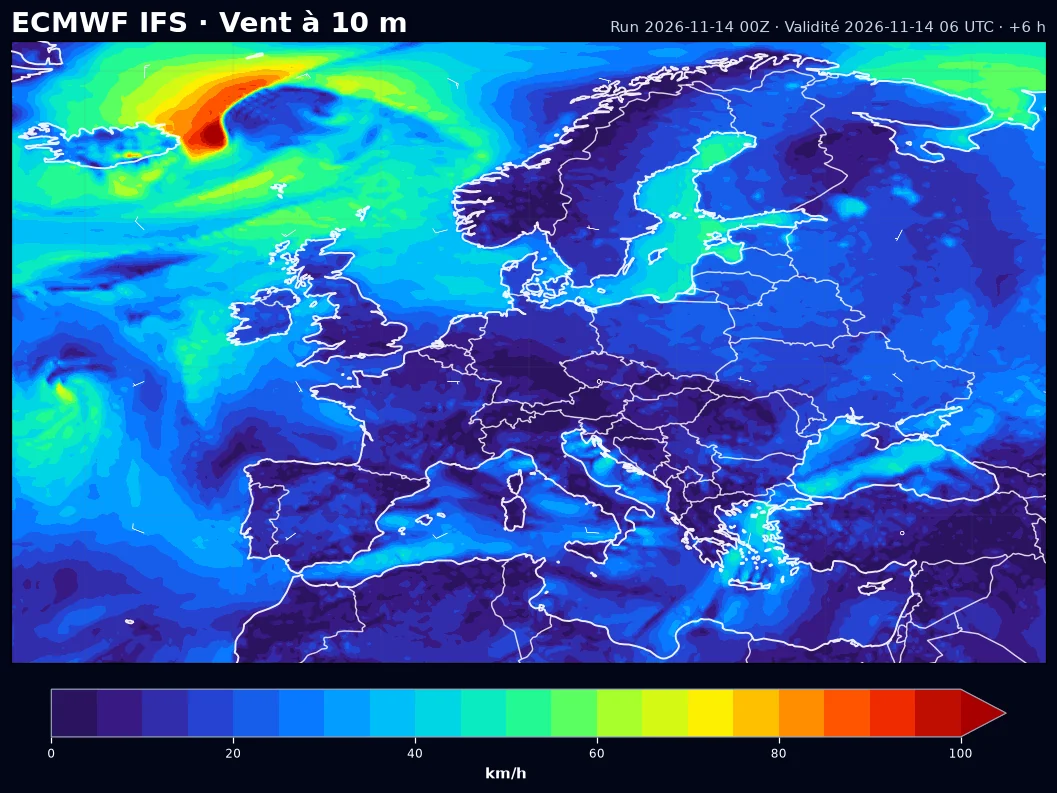 ECMWF IFS · Vent à 10 m
Run 2026-11-14 00Z · Validité 2026-11-14 06 UTC · +6 h
0 20 40 60 80 100
km/h